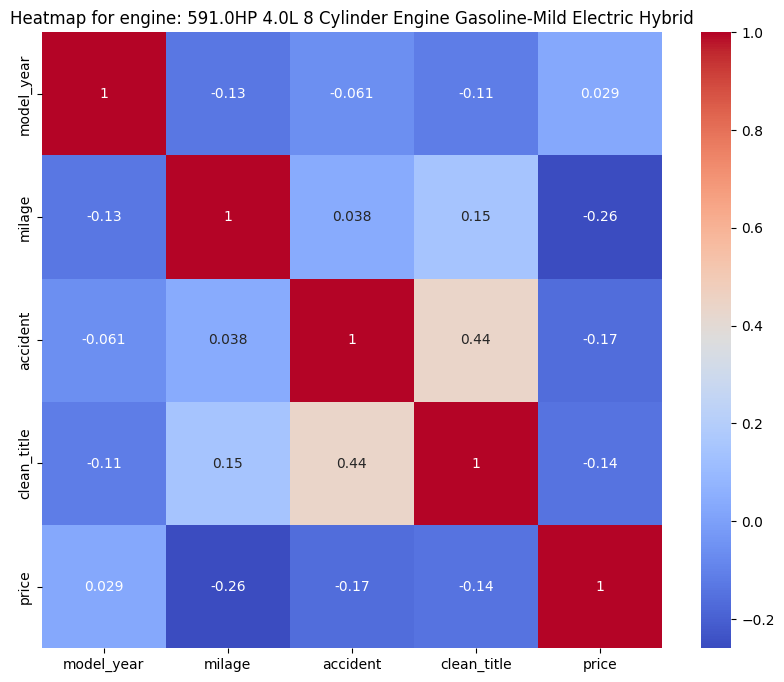 Heatmap for engine: 591.0HP 4.0L 8 Cylinder Engine Gasoline-Mild Electric Hybrid
model_year
1
-0.13
-0.061
-0.11
0.029
milage
-0.13
1
0.038
0.15
-0.26
accident
-0.061
0.038
1
0.44
-0.17
clean_title
-0.11
0.15
0.44
1
-0.14
price
0.029
-0.26
-0.17
-0.14
1
model_year
milage
accident
clean_title
price
1.0
0.8
0.6
0.4
0.2
0.0
−0.2